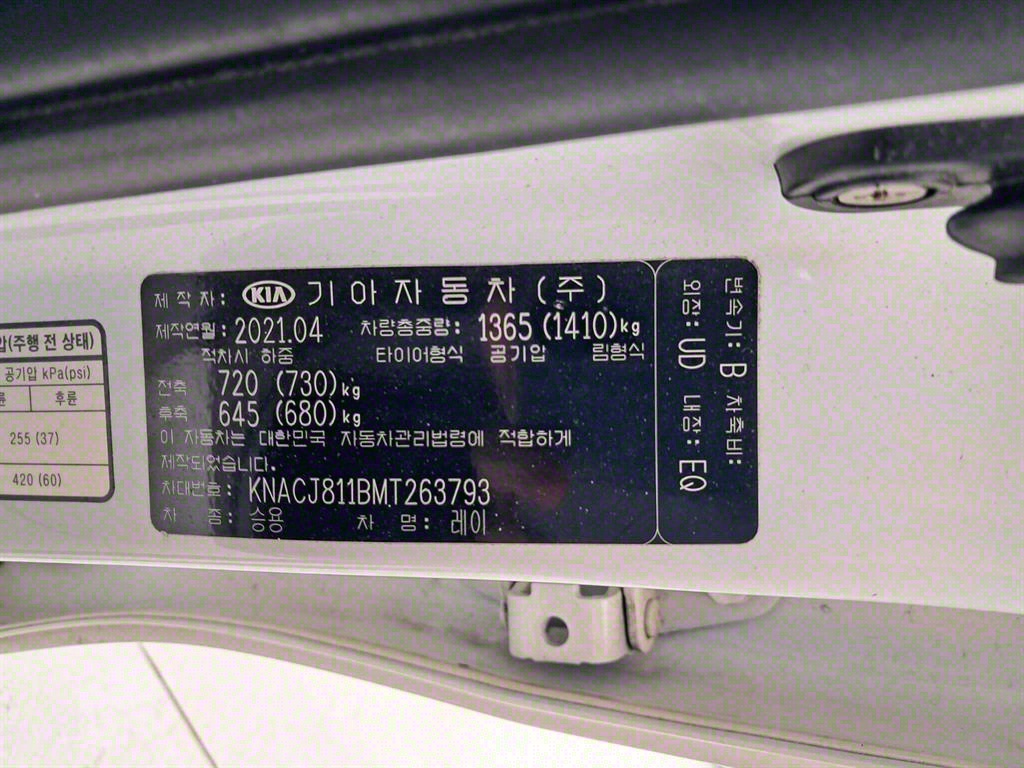 제 작 자: KIA 기 아 자 동 차 (주)
제작연월: 2021.04 차량총중량: 1365 (1410)kg
적차시 하중 타이어형식 공기압 림형식
전축 720 (730)kg
후축 645 (680)kg
이 자동차는 대한민국 자동차관리법령에 적합하게
제작되었습니다.
차대번호: KNACJ811BMT263793
차 종: 승용 차 명: 레이
변속기: B 차축비:
외장: UD 내장: EQ
압(주행 전 상태)
공기압 kPa(psi)
륜 후륜
255 (37)
420 (60)